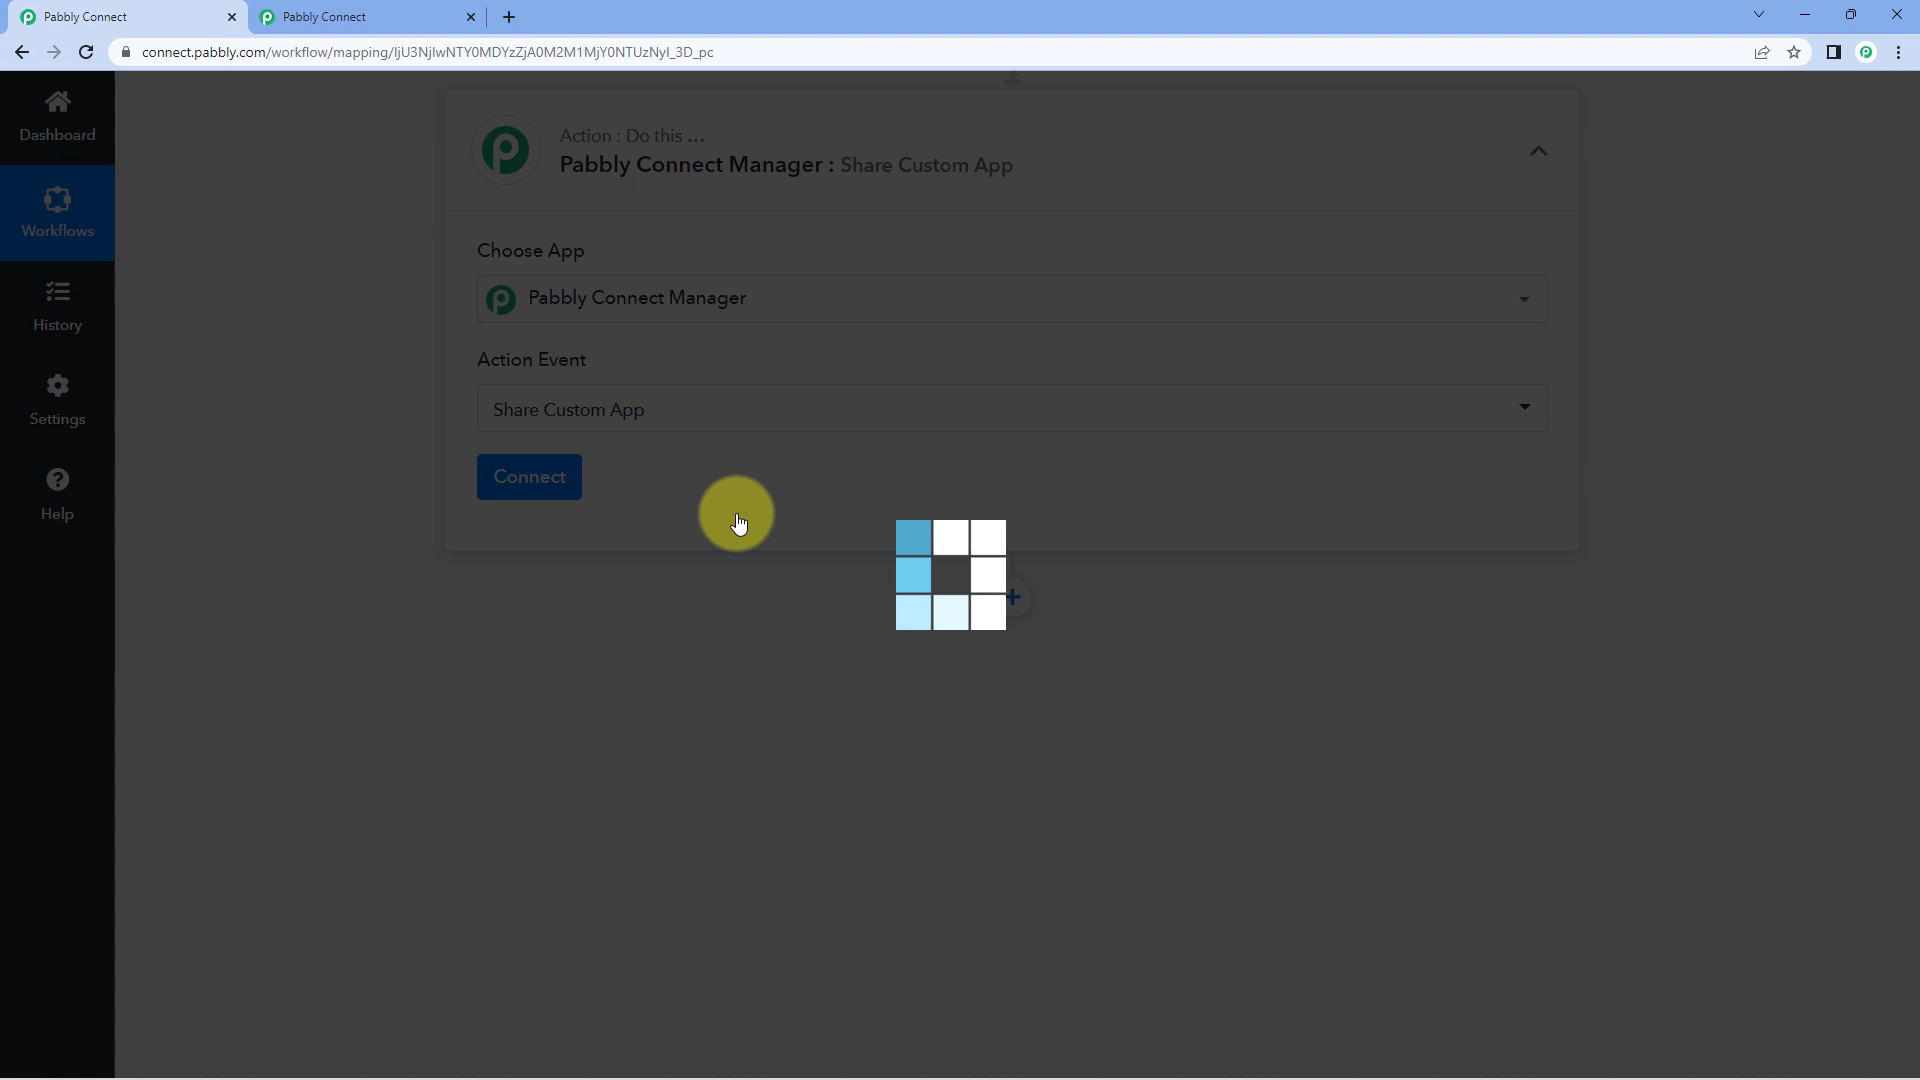 Pabbly Connect
Pabbly Connect
connect.pabbly.com/workflow/mapping/IjU3NjIwNTY0MDYzZjA0M2M1MjY0NTUzNyI_3D_pc
Dashboard
Workflows
History
Settings
Help
Action : Do this ...
Pabbly Connect Manager : Share Custom App
Choose App
Pabbly Connect Manager
Action Event
Share Custom App
Connect